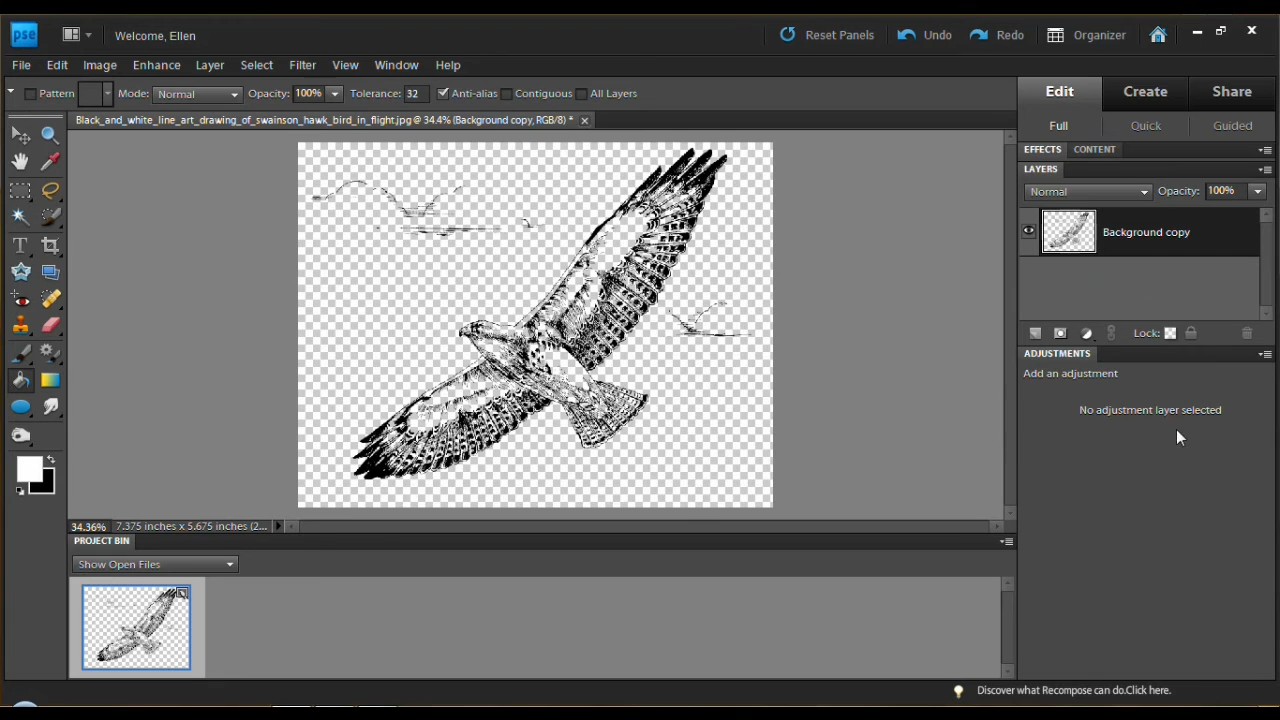 pse Welcome, Ellen Reset Panels Undo Redo Organizer
File Edit Image Enhance Layer Select Filter View Window Help
Pattern Mode: Normal Opacity: 100% Tolerance: 32 Anti-alias Contiguous All Layers
Edit Create Share
Black_and_white_line_art_drawing_of_swainson_hawk_bird_in_flight.jpg @ 34.4% (Background copy, RGB/8) *
Full Quick Guided
EFFECTS CONTENT
LAYERS
Normal Opacity: 100%
Background copy
T
Lock:
ADJUSTMENTS
Add an adjustment
No adjustment layer selected
34.36% 7.375 inches x 5.675 inches (2...
PROJECT BIN
Show Open Files
Discover what Recompose can do.Click here.